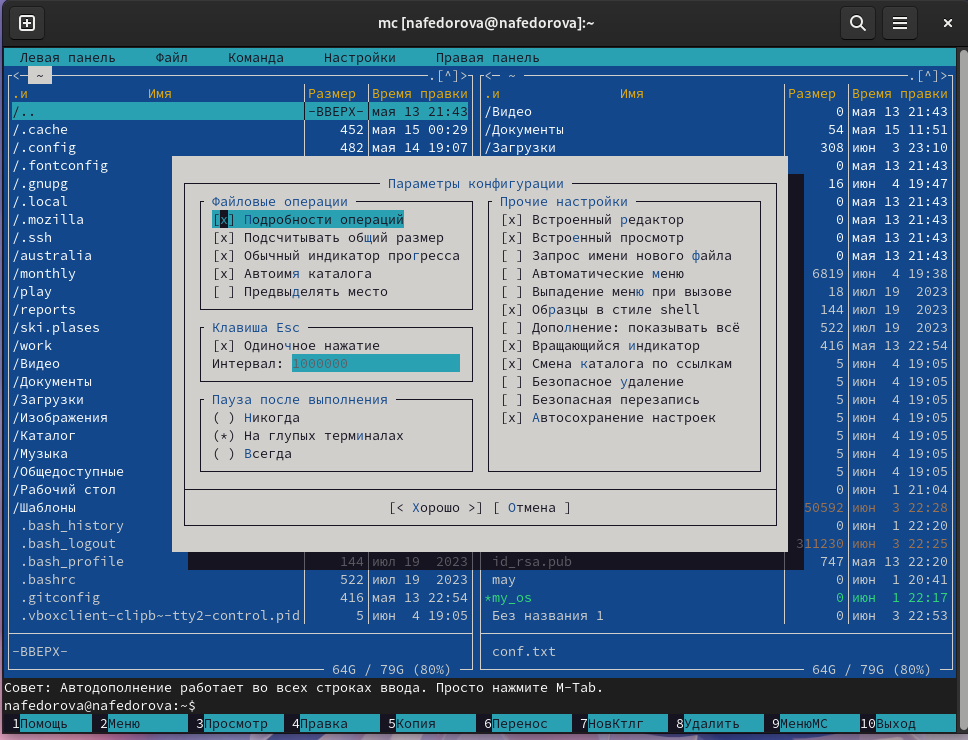 mc [nafedorova@nafedorova]:~
Левая панель Файл Команда Настройки Правая панель
<─ ~ .[^]> <─ ~ .[^]>
.и Имя Размер Время правки .и Имя Размер Время правки
/.. -ВВЕРХ- мая 13 21:43 /Видео 0 мая 13 21:43
/.cache 452 мая 15 00:29 /Документы 54 мая 15 11:51
/.config 482 мая 14 19:07 /Загрузки 308 июн 3 23:10
/.fontconfig 0 мая 13 21:43
/.gnupg 16 июн 4 19:47
/.local 0 мая 13 21:43
/.mozilla 0 мая 13 21:43
/.ssh 0 мая 13 21:43
/australia 0 мая 13 21:43
/monthly 6819 июн 4 19:38
/play 18 июл 19 2023
/reports 144 июл 19 2023
/ski.plases 522 июл 19 2023
/work 416 мая 13 22:54
/Видео 5 июн 4 19:05
/Документы 5 июн 4 19:05
/Загрузки 5 июн 4 19:05
/Изображения 5 июн 4 19:05
/Каталог 5 июн 4 19:05
/Музыка 5 июн 4 19:05
/Общедоступные 5 июн 4 19:05
/Рабочий стол 0 июн 1 21:04
/Шаблоны 50592 июн 3 22:28
.bash_history 0 июн 1 22:20
.bash_logout 311230 июн 3 22:25
.bash_profile 144 июл 19 2023 id_rsa.pub 747 мая 13 22:20
.bashrc 522 июл 19 2023 may 0 июн 1 20:41
.gitconfig 416 мая 13 22:54 *my_os 0 июн 1 22:17
.vboxclient-clipb~-tty2-control.pid 5 июн 4 19:05 Без названия 1 0 июн 3 22:53
Параметры конфигурации
Файловые операции
[x] Подробности операций
[x] Подсчитывать общий размер
[x] Обычный индикатор прогресса
[x] Автоимя каталога
[ ] Предвыделять место
Клавиша Esc
[x] Одиночное нажатие
Интервал: 1000000
Пауза после выполнения
( ) Никогда
(*) На глупых терминалах
( ) Всегда
Прочие настройки
[x] Встроенный редактор
[x] Встроенный просмотр
[ ] Запрос имени нового файла
[ ] Автоматические меню
[ ] Выпадение меню при вызове
[x] Образцы в стиле shell
[ ] Дополнение: показывать всё
[x] Вращающийся индикатор
[x] Смена каталога по ссылкам
[ ] Безопасное удаление
[ ] Безопасная перезапись
[x] Автосохранение настроек
[< Хорошо >] [ Отмена ]
-ВВЕРХ- conf.txt
64G / 79G (80%) 64G / 79G (80%)
Совет: Автодополнение работает во всех строках ввода. Просто нажмите M-Tab.
nafedorova@nafedorova:~$
1Помощь 2Меню 3Просмотр 4Правка 5Копия 6Перенос 7НовКтлг 8Удалить 9МенюMC 10Выход